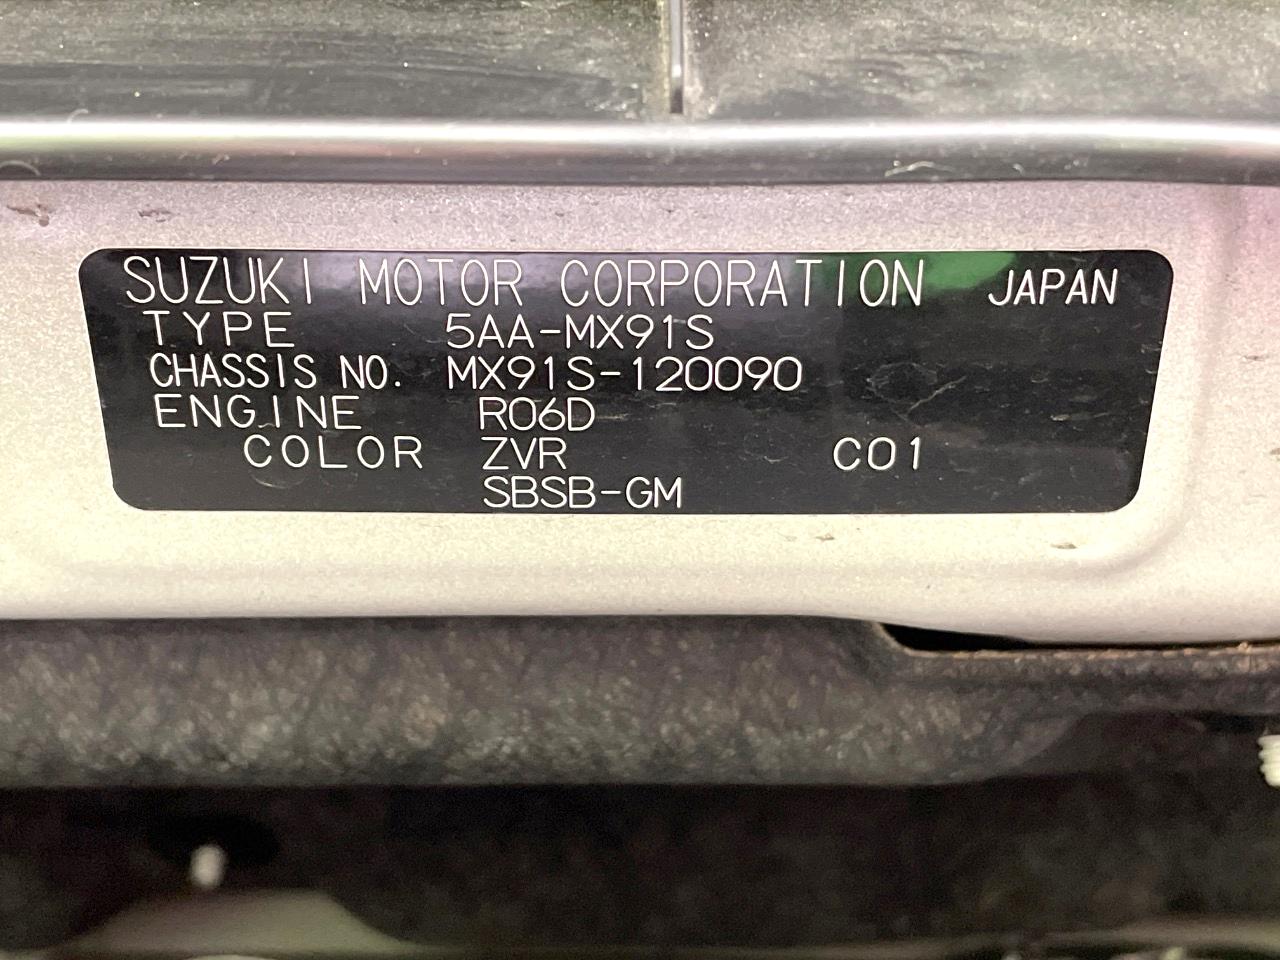 SUZUKI MOTOR CORPORATION JAPAN
TYPE 5AA-MX91S
CHASSIS NO. MX91S-120090
ENGINE R06D
COLOR ZVR C01
SBSB-GM